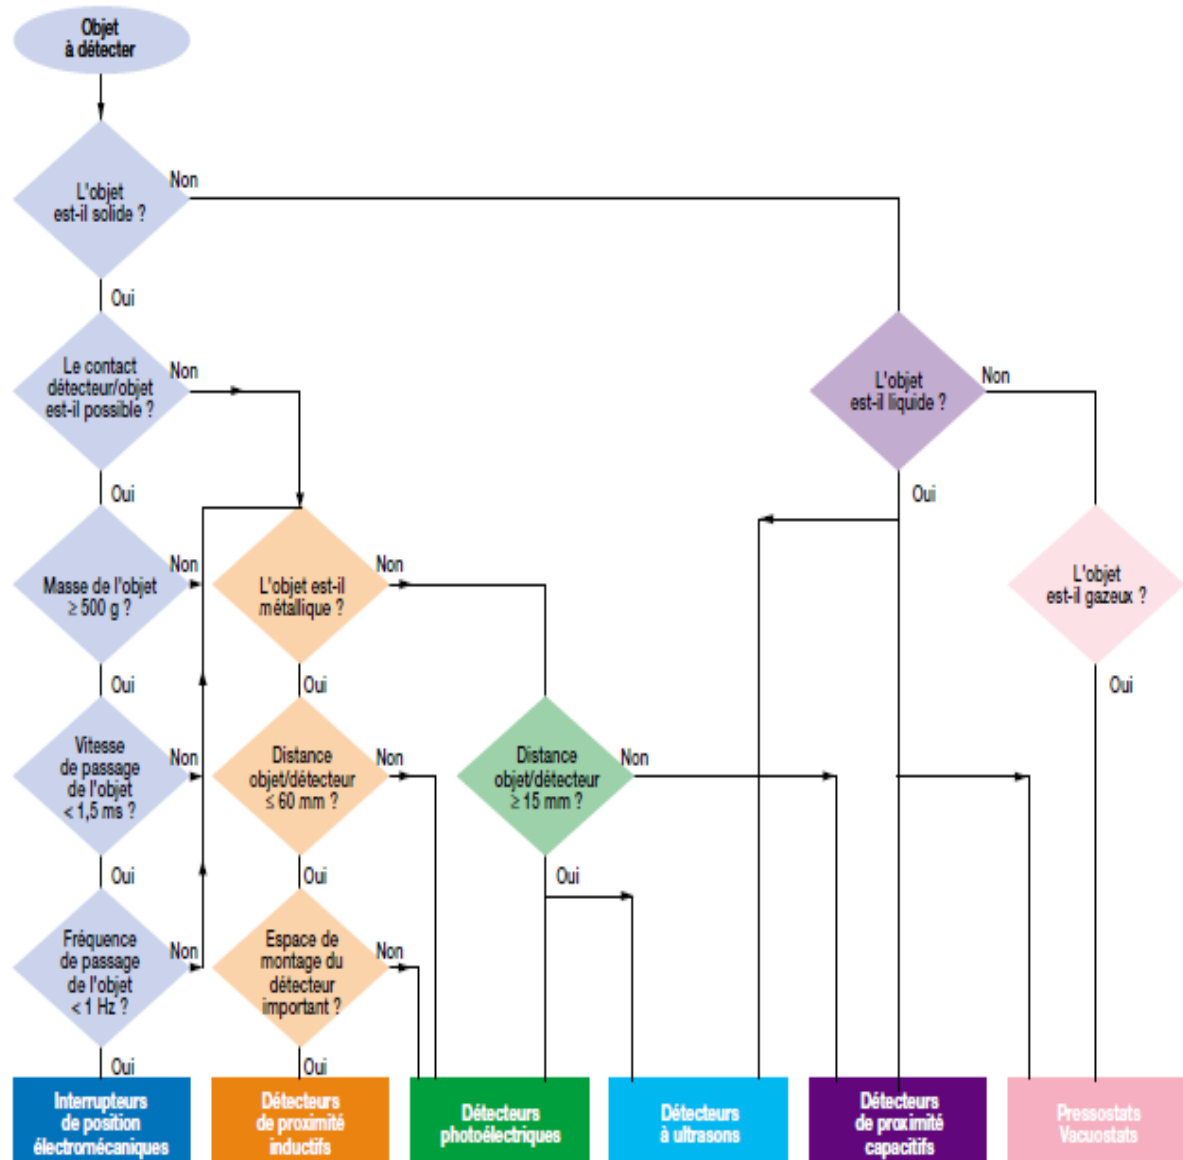 Objet
à détecter
L'objet
est-il solide ?
Non
Oui
Le contact
détecteur/objet
est-il possible ?
Non
Oui
L'objet
est-il liquide ?
Non
Oui
Masse de l'objet
≥ 500 g ?
Non
Oui
L'objet est-il
métallique ?
Non
Oui
L'objet
est-il gazeux ?
Oui
Vitesse
de passage
de l'objet
< 1,5 ms ?
Non
Oui
Distance
objet/détecteur
≤ 60 mm ?
Non
Oui
Distance
objet/détecteur
≥ 15 mm ?
Non
Oui
Fréquence
de passage
de l'objet
< 1 Hz ?
Non
Oui
Espace de
montage du
détecteur
important ?
Non
Oui
Interrupteurs
de position
électromécaniques
Détecteurs
de proximité
inductifs
Détecteurs
photoélectriques
Détecteurs
à ultrasons
Détecteurs
de proximité
capacitifs
Pressostats
Vacuostats